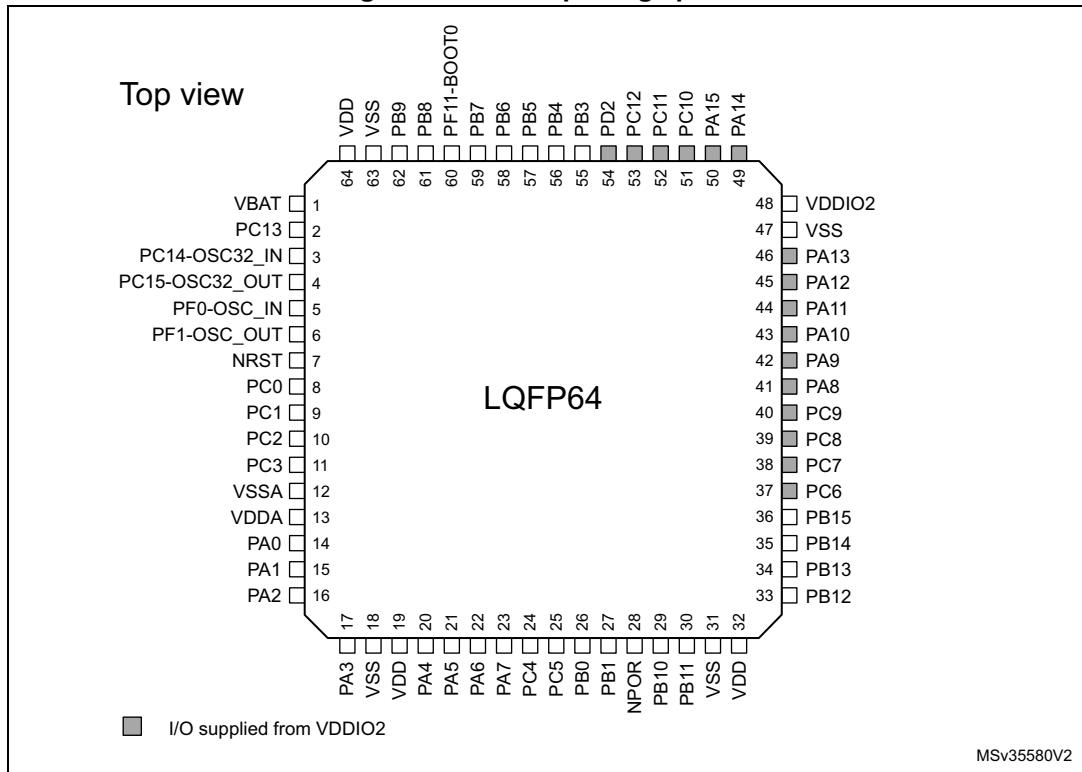 Top view
VDD
VSS
PB9
PB8
PF11-BOOT0
PB7
PB6
PB5
PB4
PB3
PD2
PC12
PC11
PC10
PA15
PA14
64
63
62
61
60
59
58
57
56
55
54
53
52
51
50
49
VBAT 1
PC13 2
PC14-OSC32_IN 3
PC15-OSC32_OUT 4
PF0-OSC_IN 5
PF1-OSC_OUT 6
NRST 7
PC0 8
PC1 9
PC2 10
PC3 11
VSSA 12
VDDA 13
PA0 14
PA1 15
PA2 16
LQFP64
48 VDDIO2
47 VSS
46 PA13
45 PA12
44 PA11
43 PA10
42 PA9
41 PA8
40 PC9
39 PC8
38 PC7
37 PC6
36 PB15
35 PB14
34 PB13
33 PB12
17
18
19
20
21
22
23
24
25
26
27
28
29
30
31
32
PA3
VSS
VDD
PA4
PA5
PA6
PA7
PC4
PC5
PB0
PB1
NPOR
PB10
PB11
VSS
VDD
I/O supplied from VDDIO2
MSv35580V2